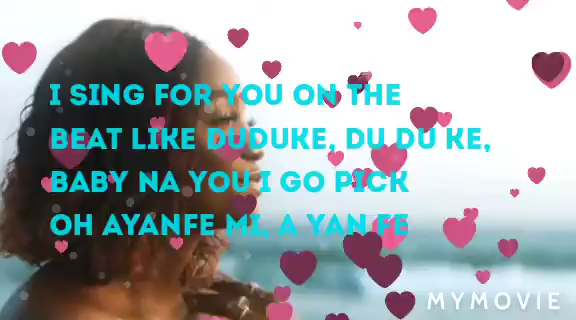 I SING FOR YOU ON THE
BEAT LIKE DUDUKE, DU DU KE,
BABY NA YOU I GO PICK
OH AYANFE MI, A YAN FE
MYMOVIE